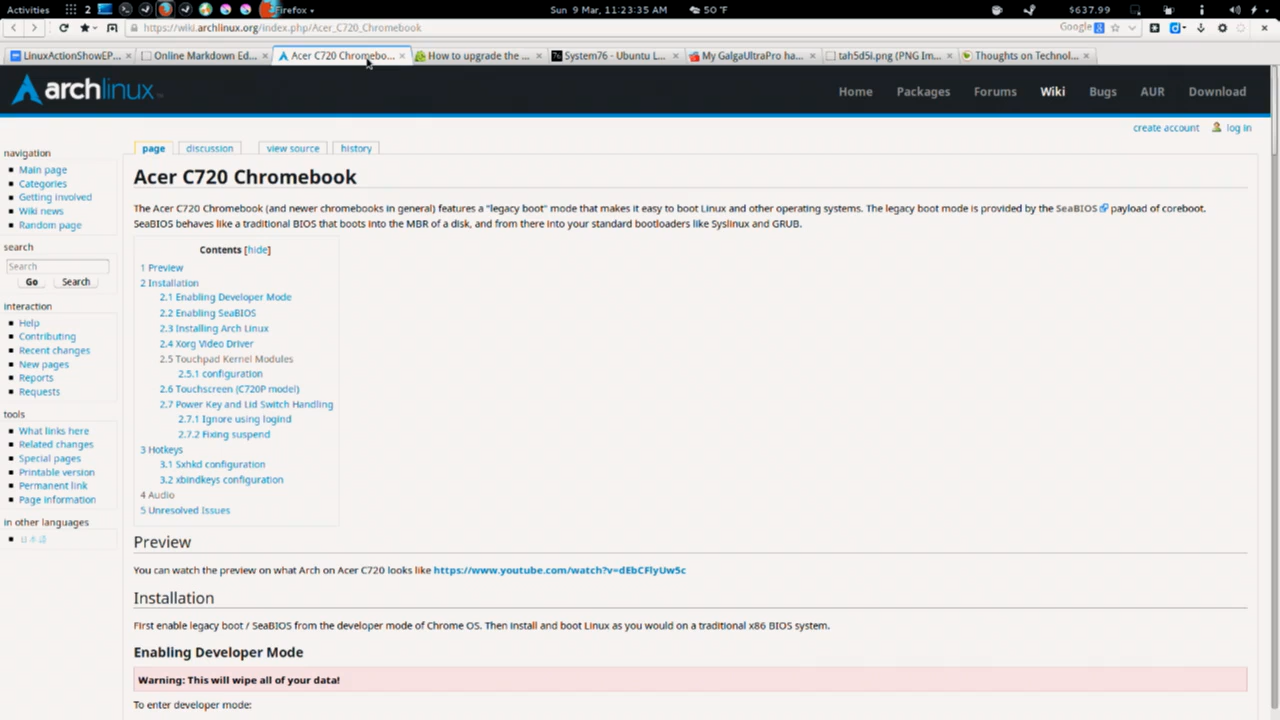 Activities 2 Firefox Sun 9 Mar, 11:23:35 AM 50 °F $637.99
https://wiki.archlinux.org/index.php/Acer_C720_Chromebook Google
LinuxActionShowEP... Online Markdown Ed... Acer C720 Chromebo... How to upgrade the ... System76 - Ubuntu L... My GalgaUltraPro ha... tah5d5i.png (PNG Im... Thoughts on Technol...
archlinux Home Packages Forums Wiki Bugs AUR Download
create account log in
page discussion view source history
navigation
Main page
Categories
Getting involved
Wiki news
Random page
search
Search
Go Search
interaction
Help
Contributing
Recent changes
New pages
Reports
Requests
tools
What links here
Related changes
Special pages
Printable version
Permanent link
Page information
in other languages
日本語
Acer C720 Chromebook
The Acer C720 Chromebook (and newer chromebooks in general) features a "legacy boot" mode that makes it easy to boot Linux and other operating systems. The legacy boot mode is provided by the SeaBIOS payload of coreboot.
SeaBIOS behaves like a traditional BIOS that boots into the MBR of a disk, and from there into your standard bootloaders like Syslinux and GRUB.
Contents [hide]
1 Preview
2 Installation
2.1 Enabling Developer Mode
2.2 Enabling SeaBIOS
2.3 Installing Arch Linux
2.4 Xorg Video Driver
2.5 Touchpad Kernel Modules
2.5.1 configuration
2.6 Touchscreen (C720P model)
2.7 Power Key and Lid Switch Handling
2.7.1 Ignore using logind
2.7.2 Fixing suspend
3 Hotkeys
3.1 Sxhkd configuration
3.2 xbindkeys configuration
4 Audio
5 Unresolved Issues
Preview
You can watch the preview on what Arch on Acer C720 looks like https://www.youtube.com/watch?v=dEbCFlyUw5c
Installation
First enable legacy boot / SeaBIOS from the developer mode of Chrome OS. Then install and boot Linux as you would on a traditional x86 BIOS system.
Enabling Developer Mode
Warning: This will wipe all of your data!
To enter developer mode: